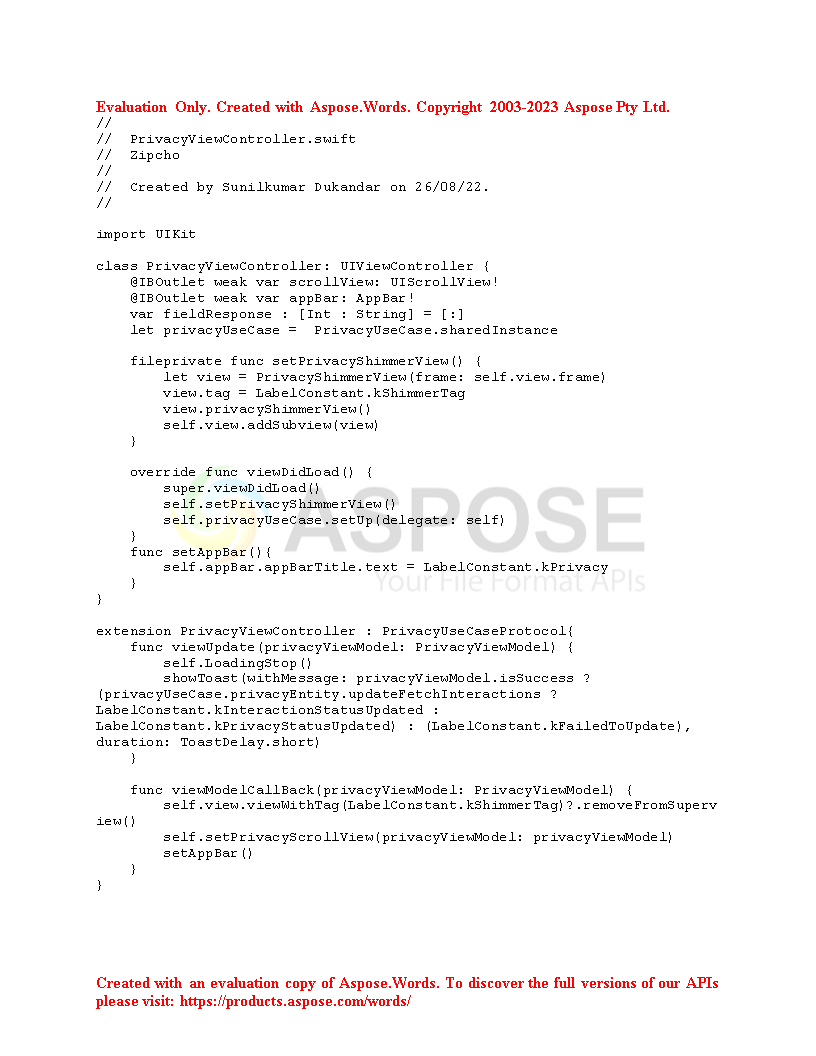 Evaluation Only. Created with Aspose.Words. Copyright 2003-2023 Aspose Pty Ltd.
//
//  PrivacyViewController.swift
//  Zipcho
//
//  Created by Sunilkumar Dukandar on 26/08/22.
//
import UIKit
class PrivacyViewController: UIViewController {
    @IBOutlet weak var scrollView: UIScrollView!
    @IBOutlet weak var appBar: AppBar!
    var fieldResponse : [Int : String] = [:]
    let privacyUseCase =  PrivacyUseCase.sharedInstance
    fileprivate func setPrivacyShimmerView() {
        let view = PrivacyShimmerView(frame: self.view.frame)
        view.tag = LabelConstant.kShimmerTag
        view.privacyShimmerView()
        self.view.addSubview(view)
    }
    override func viewDidLoad() {
        super.viewDidLoad()
        self.setPrivacyShimmerView()
        self.privacyUseCase.setUp(delegate: self)
    }
    func setAppBar(){
        self.appBar.appBarTitle.text = LabelConstant.kPrivacy
    }
}
ASPOSE
Your File Format APIs
extension PrivacyViewController : PrivacyUseCaseProtocol{
    func viewUpdate(privacyViewModel: PrivacyViewModel) {
        self.LoadingStop()
        showToast(withMessage: privacyViewModel.isSuccess ?
(privacyUseCase.privacyEntity.updateFetchInteractions ?
LabelConstant.kInteractionStatusUpdated :
LabelConstant.kPrivacyStatusUpdated) : (LabelConstant.kFailedToUpdate),
duration: ToastDelay.short)
    }
    func viewModelCallBack(privacyViewModel: PrivacyViewModel) {
        self.view.viewWithTag(LabelConstant.kShimmerTag)?.removeFromSuperv
iew()
        self.setPrivacyScrollView(privacyViewModel: privacyViewModel)
        setAppBar()
    }
}
Created with an evaluation copy of Aspose.Words. To discover the full versions of our APIs
please visit: https://products.aspose.com/words/